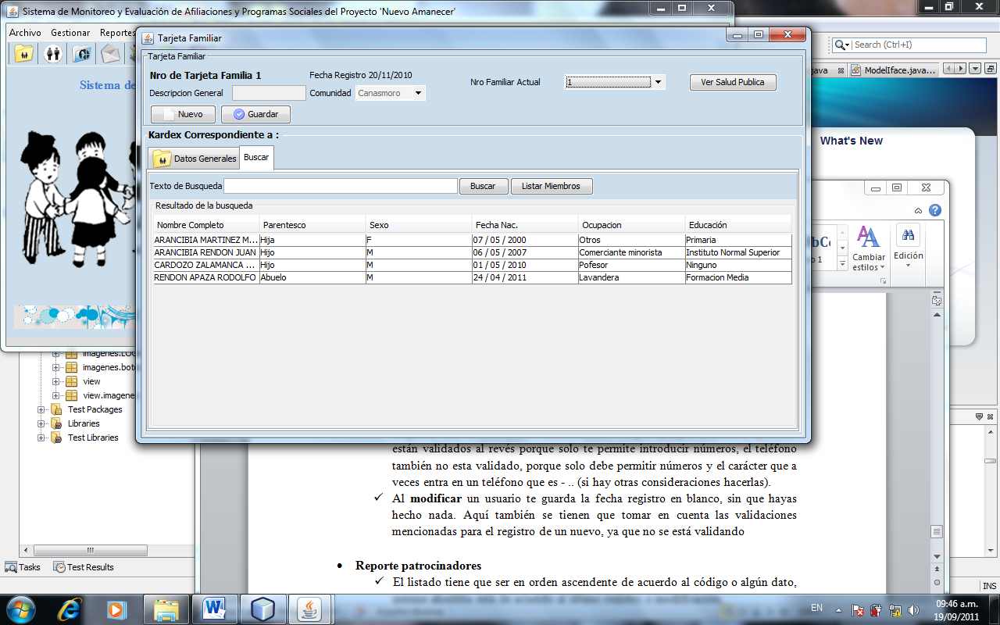 Sistema de Monitoreo y Evaluación de Afiliaciones y Programas Sociales del Proyecto 'Nuevo Amanecer'
Archivo Gestionar Reportes
Sistema de
Tarjeta Familiar
Tarjeta Familiar
Nro de Tarjeta Familia 1
Fecha Registro 20/11/2010
Nro Familiar Actual
1
Ver Salud Publica
Descripcion General
Comunidad
Canasmoro
Nuevo
Guardar
Kardex Correspondiente a :
Datos Generales
Buscar
Texto de Busqueda
Buscar
Listar Miembros
Resultado de la busqueda
Nombre Completo Parentesco Sexo Fecha Nac. Ocupacion Educación
ARANCIBIA MARTINEZ M... Hija F 07 / 05 / 2000 Otros Primaria
ARANCIBIA RENDON JUAN Hijo M 06 / 05 / 2007 Comerciante minorista Instituto Normal Superior
CARDOZO ZALAMANCA ... Hijo M 01 / 05 / 2010 Pofesor Ninguno
RENDON APAZA RODOLFO Abuelo M 24 / 04 / 2011 Lavandera Formacion Media
Search (Ctrl+I)
java
ModelIface.java...
What's New
Cambiar
estilos
Edición
imagenes.LOG
imagenes.boto
view
view.imagene
Test Packages
Libraries
Test Libraries
Tasks
Test Results
están validados al revés porque solo te permite introducir números, el teléfono
también no esta validado, porque solo debe permitir números y el carácter que a
veces entra en un teléfono que es - .. (si hay otras consideraciones hacerlas).
✓ Al modificar un usuario te guarda la fecha registro en blanco, sin que hayas
hecho nada. Aquí también se tienen que tomar en cuenta las validaciones
mencionadas para el registro de un nuevo, ya que no se está validando
• Reporte patrocinadores
✓ El listado tiene que ser en orden ascendente de acuerdo al código o algún dato,
INS
EN
09:46 a.m.
19/09/2011